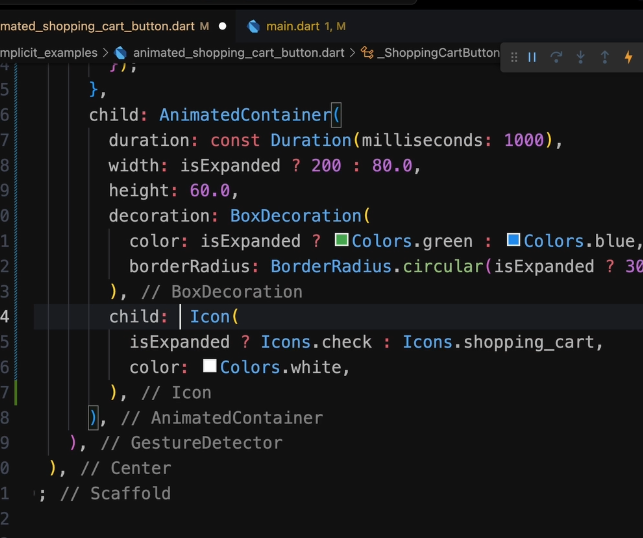 mated_shopping_cart_button.dart M ● main.dart 1, M
mplicit_examples > animated_shopping_cart_button.dart > _ShoppingCartButton
4 });
5 },
6 child: AnimatedContainer(
7 duration: const Duration(milliseconds: 1000),
8 width: isExpanded ? 200 : 80.0,
9 height: 60.0,
0 decoration: BoxDecoration(
1 color: isExpanded ? Colors.green : Colors.blue,
2 borderRadius: BorderRadius.circular(isExpanded ? 30
3 ), // BoxDecoration
4 child: Icon(
5 isExpanded ? Icons.check : Icons.shopping_cart,
6 color: Colors.white,
7 ), // Icon
8 ), // AnimatedContainer
9 ), // GestureDetector
0 ), // Center
1 ; // Scaffold
2